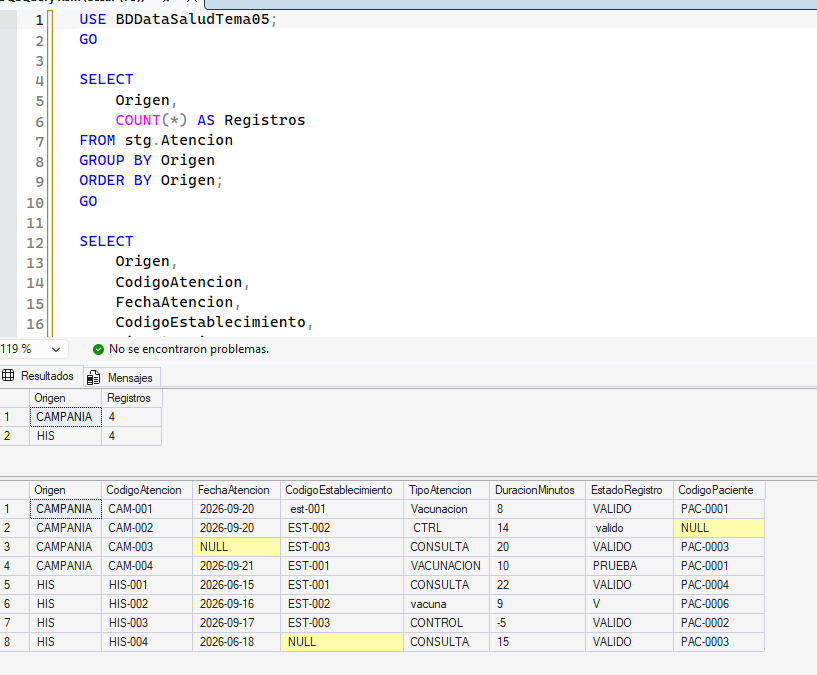 1 USE BDDataSaludTema05;
2 GO
3
4 SELECT
5 Origen,
6 COUNT(*) AS Registros
7 FROM stg.Atencion
8 GROUP BY Origen
9 ORDER BY Origen;
10 GO
11
12 SELECT
13 Origen,
14 CodigoAtencion,
15 FechaAtencion,
16 CodigoEstablecimiento,
119 % No se encontraron problemas.
Resultados Mensajes
Origen Registros
1 CAMPANIA 4
2 HIS 4
Origen CodigoAtencion FechaAtencion CodigoEstablecimiento TipoAtencion DuracionMinutos EstadoRegistro CodigoPaciente
1 CAMPANIA CAM-001 2026-09-20 est-001 Vacunacion 8 VALIDO PAC-0001
2 CAMPANIA CAM-002 2026-09-20 EST-002 CTRL 14 valido NULL
3 CAMPANIA CAM-003 NULL EST-003 CONSULTA 20 VALIDO PAC-0003
4 CAMPANIA CAM-004 2026-09-21 EST-001 VACUNACION 10 PRUEBA PAC-0001
5 HIS HIS-001 2026-06-15 EST-001 CONSULTA 22 VALIDO PAC-0004
6 HIS HIS-002 2026-09-16 EST-002 vacuna 9 V PAC-0006
7 HIS HIS-003 2026-09-17 EST-003 CONTROL -5 VALIDO PAC-0002
8 HIS HIS-004 2026-06-18 NULL CONSULTA 15 VALIDO PAC-0003